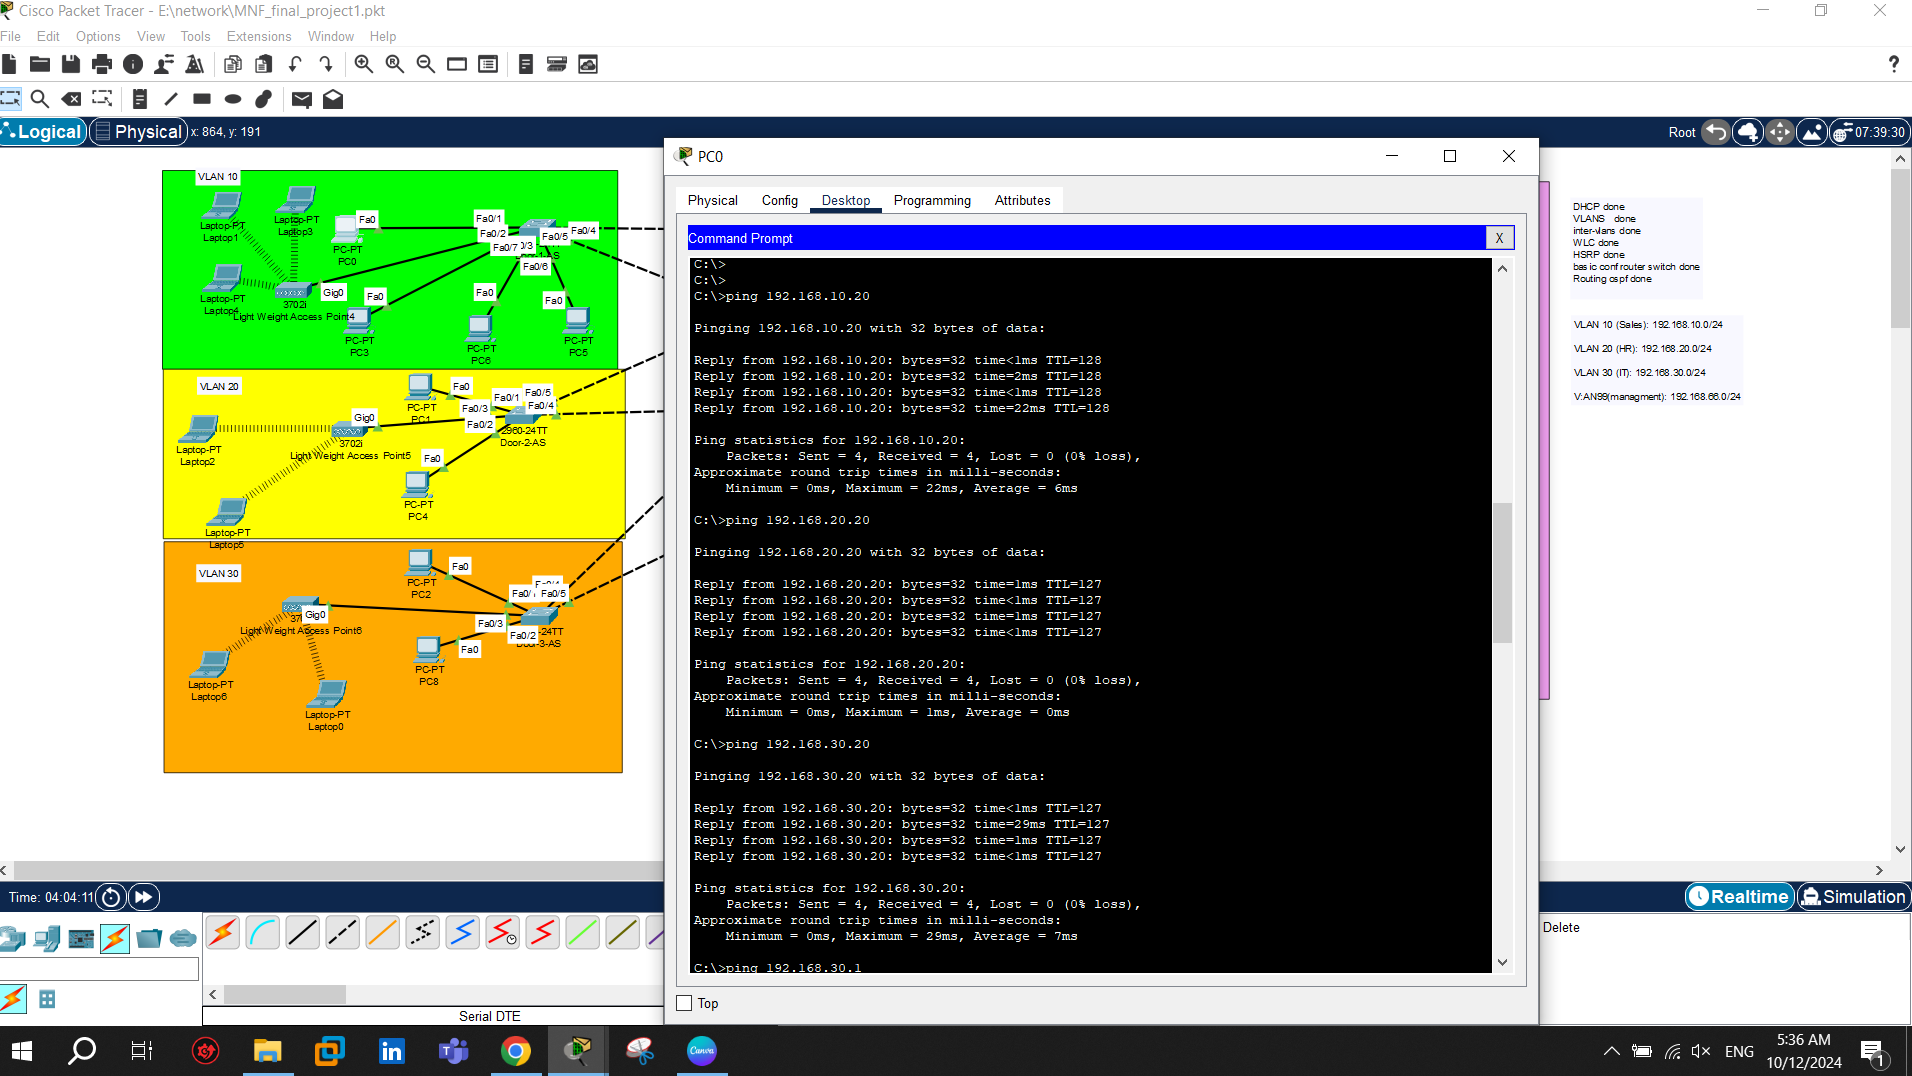 Cisco Packet Tracer - E:\network\MNF_final_project1.pkt
File Edit Options View Tools Extensions Window Help
?
Logical Physical x: 864, y: 191
Root 07:39:30
VLAN 10
Laptop-PT
Laptop1
Laptop-PT
Laptop3
Fa0
PC-PT
PC0
Fa0/1
Fa0/2
Fa0/4
Fa0/5
Fa0/7
0/3
Door-1-AS
Fa0/6
Laptop-PT
Laptop4
Gig0
3702i
Light Weight Access Point4
Fa0
PC-PT
PC3
Fa0
PC-PT
PC6
Fa0
PC-PT
PC5
VLAN 20
Fa0
PC-PT
PC1
Fa0/5
Fa0/1
Fa0/4
Fa0/3
Fa0/2
2960-24TT
Door-2-AS
Gig0
3702i
Light Weight Access Point5
Laptop-PT
Laptop2
Fa0
PC-PT
PC4
Laptop-PT
Laptop5
VLAN 30
Fa0
PC-PT
PC2
Fa0/5
Fa0/3
Fa0/2
-24TT
Door-3-AS
Gig0
Light Weight Access Point6
Fa0
PC-PT
PC8
Laptop-PT
Laptop6
Laptop-PT
Laptop0
PC0
Physical Config Desktop Programming Attributes
Command Prompt X
C:\>
C:\>
C:\>ping 192.168.10.20
Pinging 192.168.10.20 with 32 bytes of data:
Reply from 192.168.10.20: bytes=32 time<1ms TTL=128
Reply from 192.168.10.20: bytes=32 time=2ms TTL=128
Reply from 192.168.10.20: bytes=32 time<1ms TTL=128
Reply from 192.168.10.20: bytes=32 time=22ms TTL=128
Ping statistics for 192.168.10.20:
Packets: Sent = 4, Received = 4, Lost = 0 (0% loss),
Approximate round trip times in milli-seconds:
Minimum = 0ms, Maximum = 22ms, Average = 6ms
C:\>ping 192.168.20.20
Pinging 192.168.20.20 with 32 bytes of data:
Reply from 192.168.20.20: bytes=32 time=1ms TTL=127
Reply from 192.168.20.20: bytes=32 time<1ms TTL=127
Reply from 192.168.20.20: bytes=32 time<1ms TTL=127
Reply from 192.168.20.20: bytes=32 time<1ms TTL=127
Ping statistics for 192.168.20.20:
Packets: Sent = 4, Received = 4, Lost = 0 (0% loss),
Approximate round trip times in milli-seconds:
Minimum = 0ms, Maximum = 1ms, Average = 0ms
C:\>ping 192.168.30.20
Pinging 192.168.30.20 with 32 bytes of data:
Reply from 192.168.30.20: bytes=32 time<1ms TTL=127
Reply from 192.168.30.20: bytes=32 time=29ms TTL=127
Reply from 192.168.30.20: bytes=32 time=1ms TTL=127
Reply from 192.168.30.20: bytes=32 time<1ms TTL=127
Ping statistics for 192.168.30.20:
Packets: Sent = 4, Received = 4, Lost = 0 (0% loss),
Approximate round trip times in milli-seconds:
Minimum = 0ms, Maximum = 29ms, Average = 7ms
C:\>ping 192.168.30.1
Top
DHCP done
VLANS done
inter-vlans done
WLC done
HSRP done
basic conf router switch done
Routing ospf done
VLAN 10 (Sales): 192.168.10.0/24
VLAN 20 (HR): 192.168.20.0/24
VLAN 30 (IT): 192.168.30.0/24
V:AN99(managment): 192.168.66.0/24
Time: 04:04:11
Realtime Simulation
Delete
Serial DTE
Canva
ENG
5:36 AM
10/12/2024
1